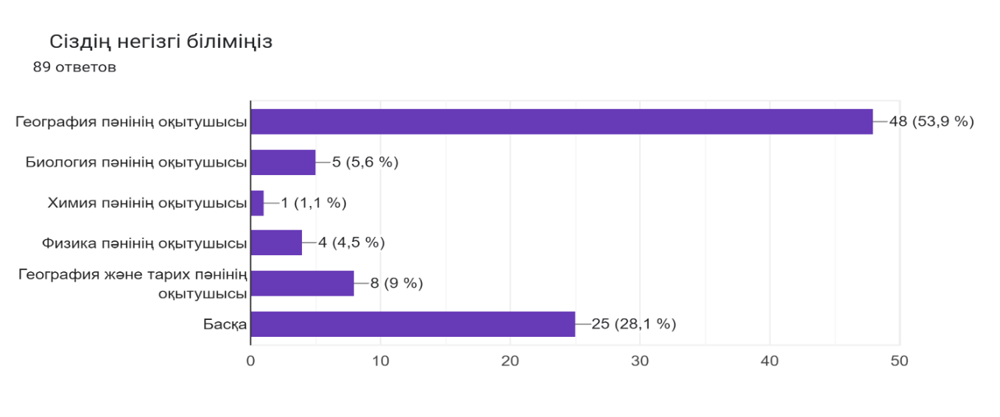 Сіздің негізгі біліміңіз
89 ответов
География пәнінің оқытушысы
48 (53,9 %)
Биология пәнінің оқытушысы
5 (5,6 %)
Химия пәнінің оқытушысы
1 (1,1 %)
Физика пәнінің оқытушысы
4 (4,5 %)
География және тарих пәнінің
оқытушысы
8 (9 %)
Басқа
25 (28,1 %)
0 10 20 30 40 50